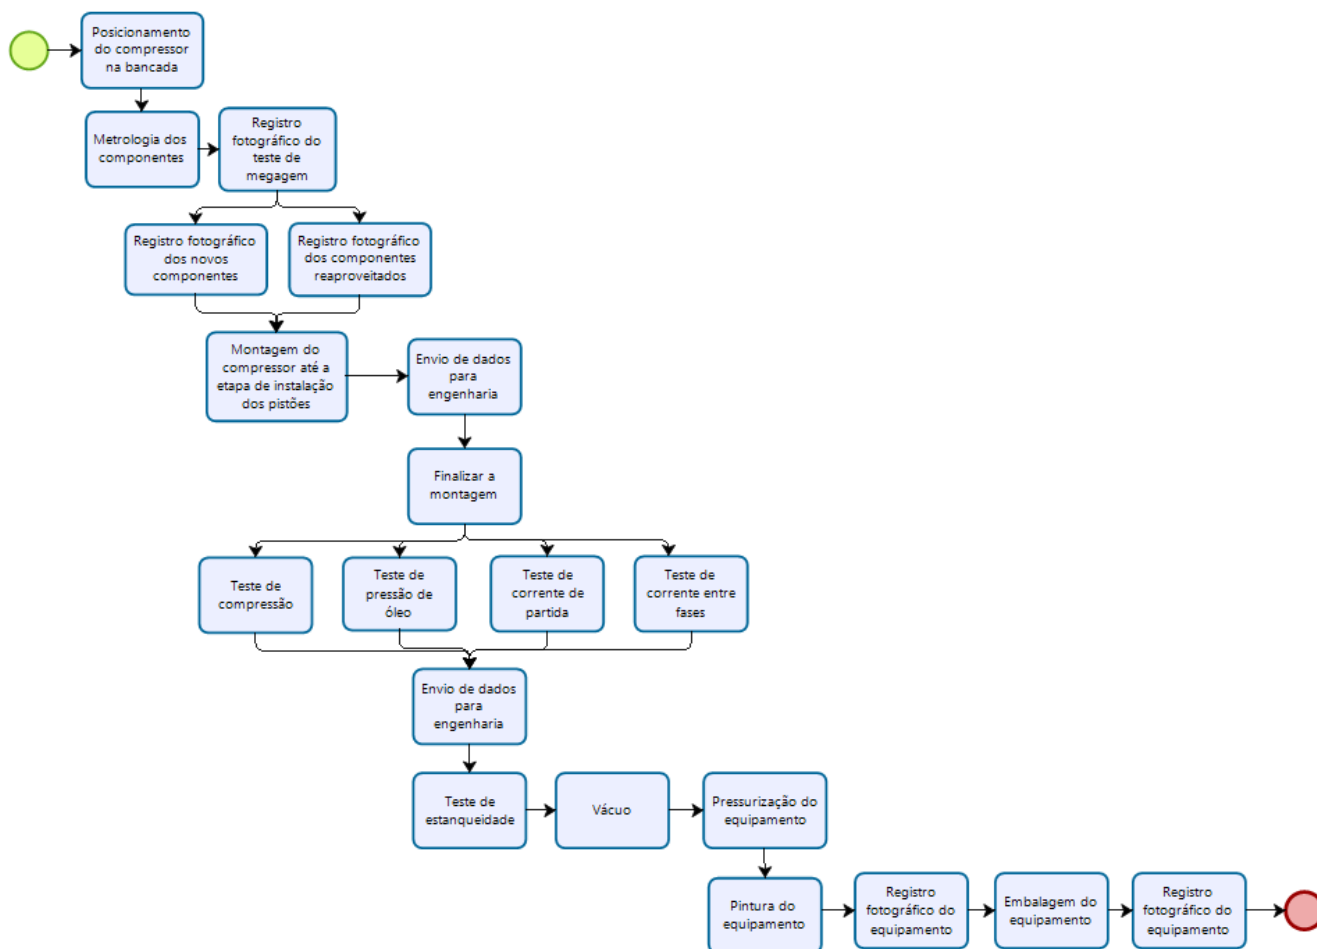 Posicionamento
do compressor
na bancada
Metrologia dos
componentes
Registro
fotográfico do
teste de
megagem
Registro fotográfico
dos novos
componentes
Registro fotográfico
dos componentes
reaproveitados
Montagem do
compressor até a
etapa de instalação
dos pistões
Envio de dados
para
engenharia
Finalizar a
montagem
Teste de
compressão
Teste de
pressão de
óleo
Teste de
corrente de
partida
Teste de
corrente entre
fases
Envio de dados
para
engenharia
Teste de
estanqueidade
Vácuo
Pressurização do
equipamento
Pintura do
equipamento
Registro
fotográfico do
equipamento
Embalagem do
equipamento
Registro
fotográfico do
equipamento